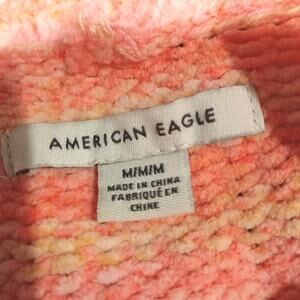 AMERICAN EAGLE
M/M/M
MADE IN CHINA
FABRIQUÉ EN
CHINE